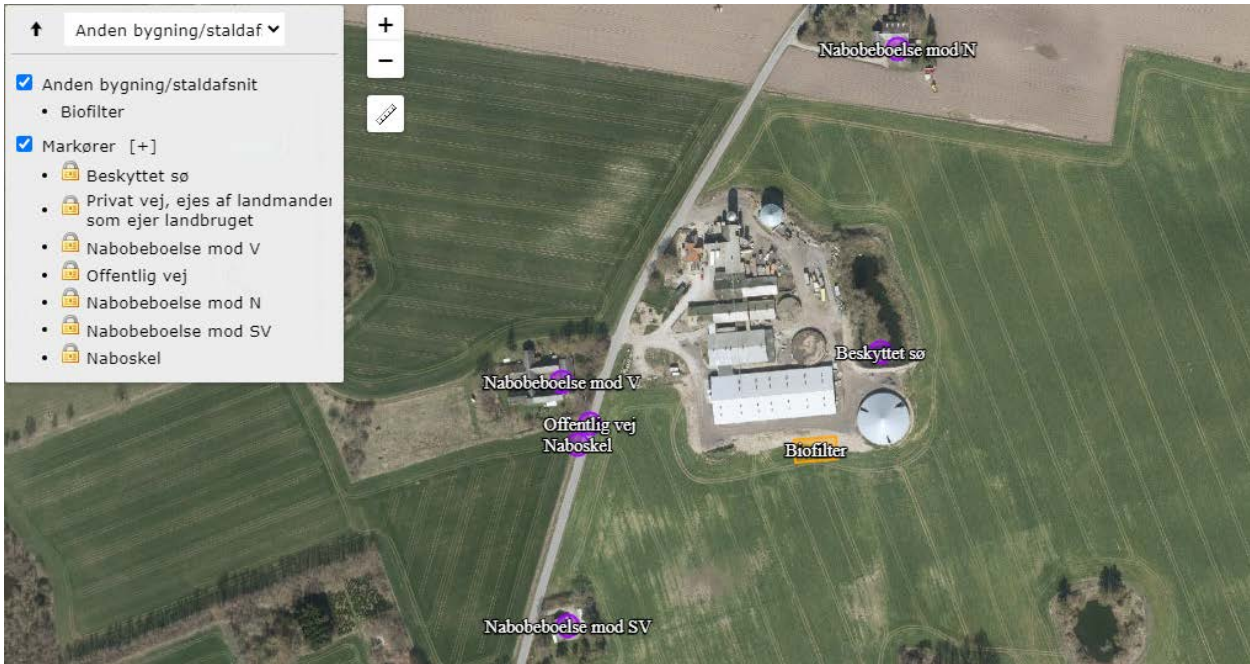 Anden bygning/staldaf
Anden bygning/staldafsnit
Biofilter
Markører [+]
Beskyttet sø
Privat vej, ejes af landmander
som ejer landbruget
Nabobeboelse mod V
Offentlig vej
Nabobeboelse mod N
Nabobeboelse mod SV
Naboskel
+
−
Nabobeboelse mod N
Beskyttet sø
Nabobeboelse mod V
Offentlig vej
Naboskel
Biofilter
Nabobeboelse mod SV